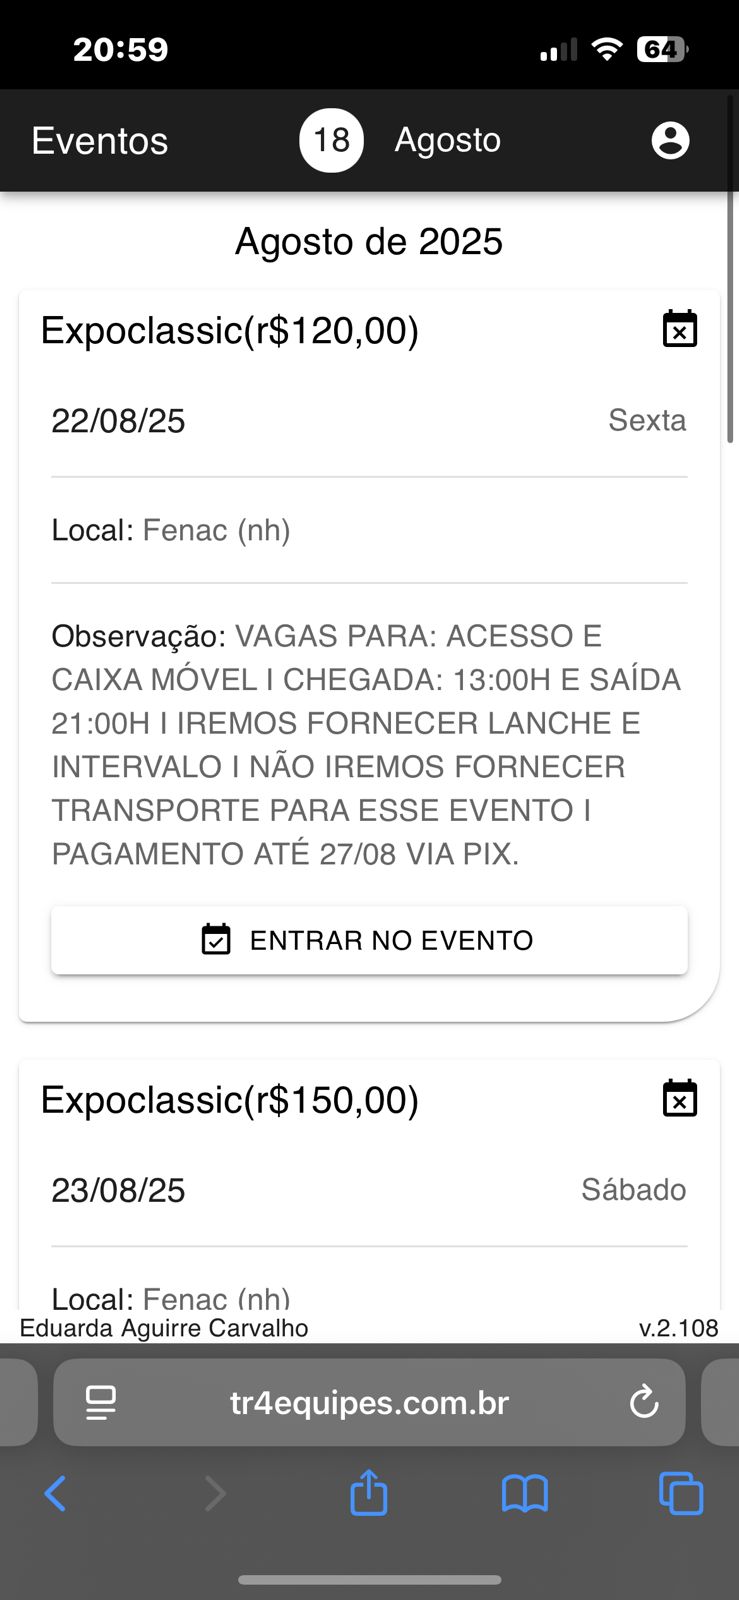 20:59
64
Eventos
18
Agosto
Agosto de 2025
Expoclassic(r$120,00)
22/08/25
Sexta
Local: Fenac (nh)
Observação: VAGAS PARA: ACESSO E
CAIXA MÓVEL I CHEGADA: 13:00H E SAÍDA
21:00H I IREMOS FORNECER LANCHE E
INTERVALO I NÃO IREMOS FORNECER
TRANSPORTE PARA ESSE EVENTO I
PAGAMENTO ATÉ 27/08 VIA PIX.
ENTRAR NO EVENTO
Expoclassic(r$150,00)
23/08/25
Sábado
Local: Fenac (nh)
Eduarda Aguirre Carvalho
v.2.108
tr4equipes.com.br